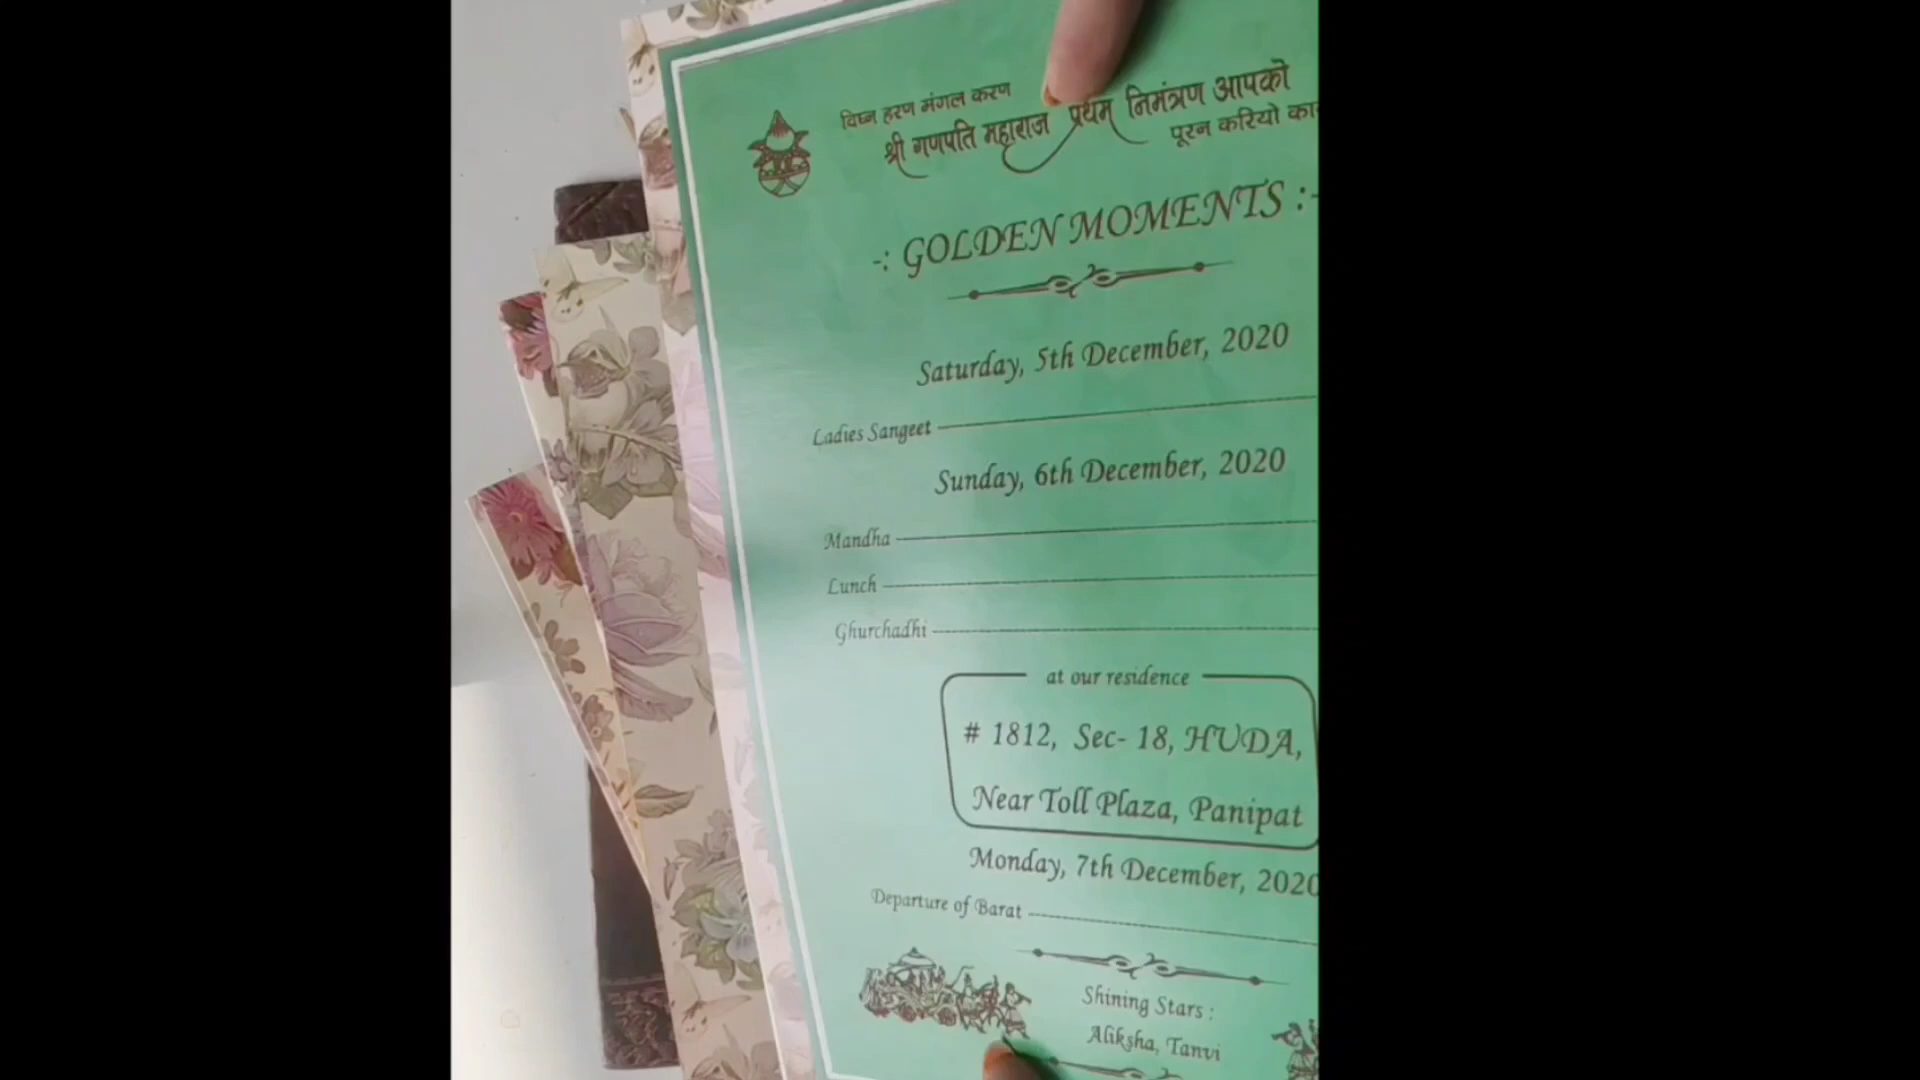 विघ्न हरण मंगल करण
श्री गणपति महाराज प्रथम निमंत्रण आपको
पूरन करियो
-: GOLDEN MOMENTS :-
Saturday, 5th December, 2020
Ladies Sangeet
Sunday, 6th December, 2020
Mandha
Lunch
Ghurchadhi
at our residence
# 1812, Sec- 18, HUDA,
Near Toll Plaza, Panipat
Monday, 7th December, 2020
Departure of Barat
Shining Stars :
Aliksha, Tanvi